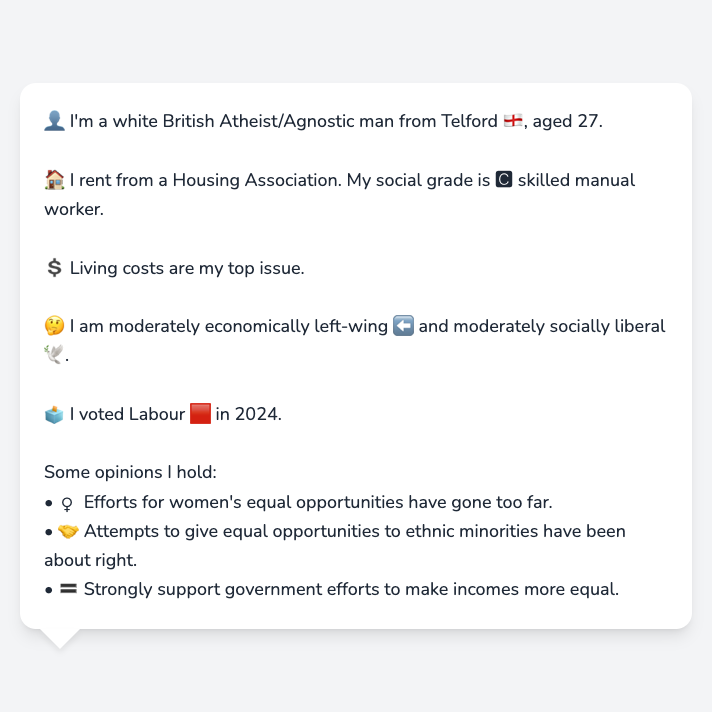 👤 I'm a white British Atheist/Agnostic man from Telford 🏴󠁧󠁢󠁥󠁮󠁧󠁿, aged 27.
🏠 I rent from a Housing Association. My social grade is 🅲 skilled manual
worker.
💲 Living costs are my top issue.
🤔 I am moderately economically left-wing ⬅️ and moderately socially liberal
🕊️.
🗳️ I voted Labour 🟥 in 2024.
Some opinions I hold:
• ♀ Efforts for women's equal opportunities have gone too far.
• 🤝 Attempts to give equal opportunities to ethnic minorities have been
about right.
• 🟰 Strongly support government efforts to make incomes more equal.